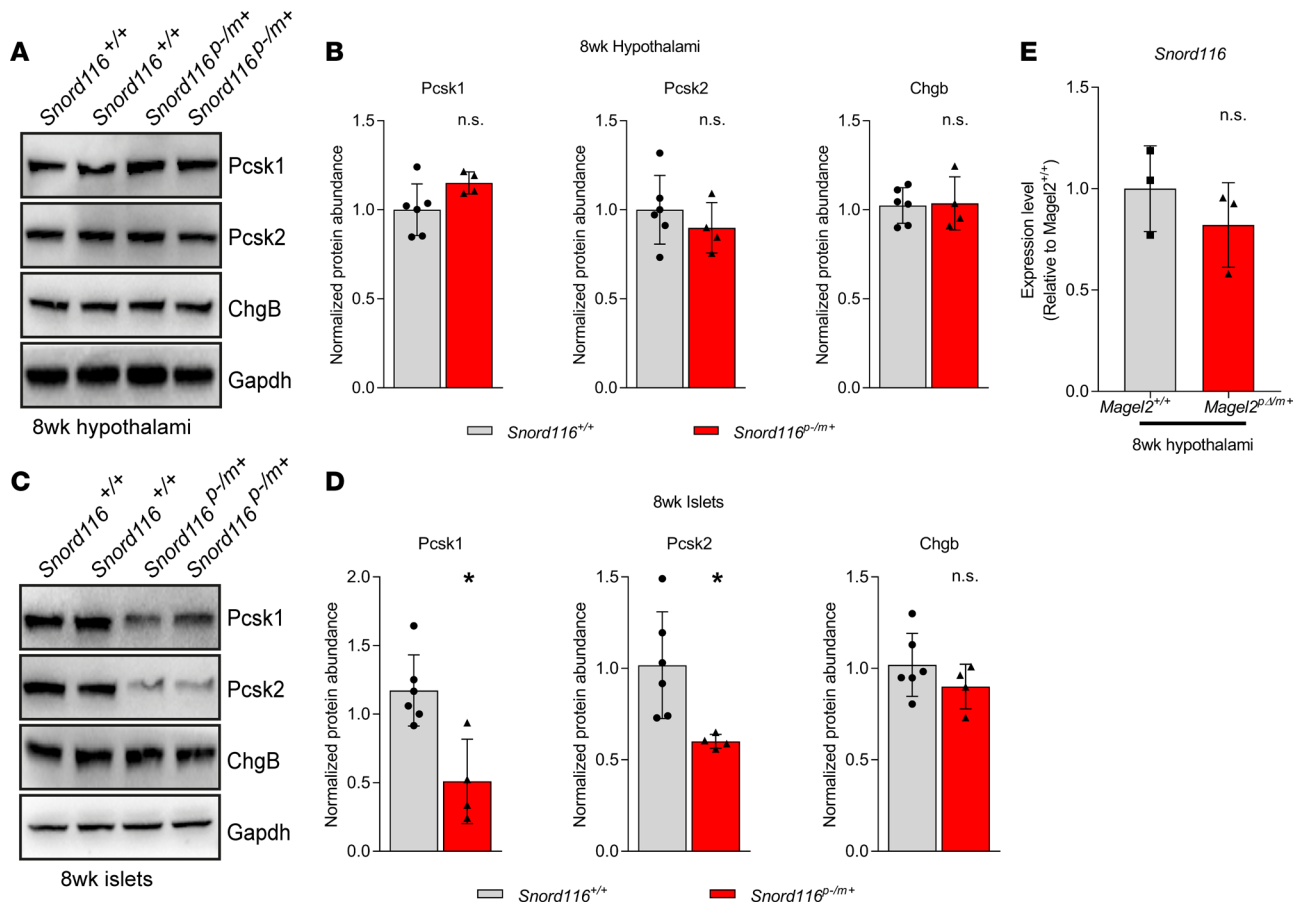 A
Snord116+/+
Snord116+/+
Snord116p-/m+
Snord116p-/m+
Pcsk1
Pcsk2
ChgB
Gapdh
8wk hypothalami
B
8wk Hypothalami
Pcsk1
Normalized protein abundance
1.5
1.0
0.5
0.0
n.s.
Pcsk2
Normalized protein abundance
1.5
1.0
0.5
0.0
n.s.
Chgb
Normalized protein abundance
1.5
1.0
0.5
0.0
n.s.
Snord116+/+
Snord116p-/m+
E
Snord116
Expression level
(Relative to Magel2+/+)
1.5
1.0
0.5
0.0
n.s.
Magel2+/+
Magel2pΔ/m+
8wk hypothalami
C
Snord116+/+
Snord116+/+
Snord116p-/m+
Snord116p-/m+
Pcsk1
Pcsk2
ChgB
Gapdh
8wk islets
D
8wk Islets
Pcsk1
Normalized protein abundance
2.0
1.5
1.0
0.5
0.0
*
Pcsk2
Normalized protein abundance
1.5
1.0
0.5
0.0
*
Chgb
Normalized protein abundance
1.5
1.0
0.5
0.0
n.s.
Snord116+/+
Snord116p-/m+